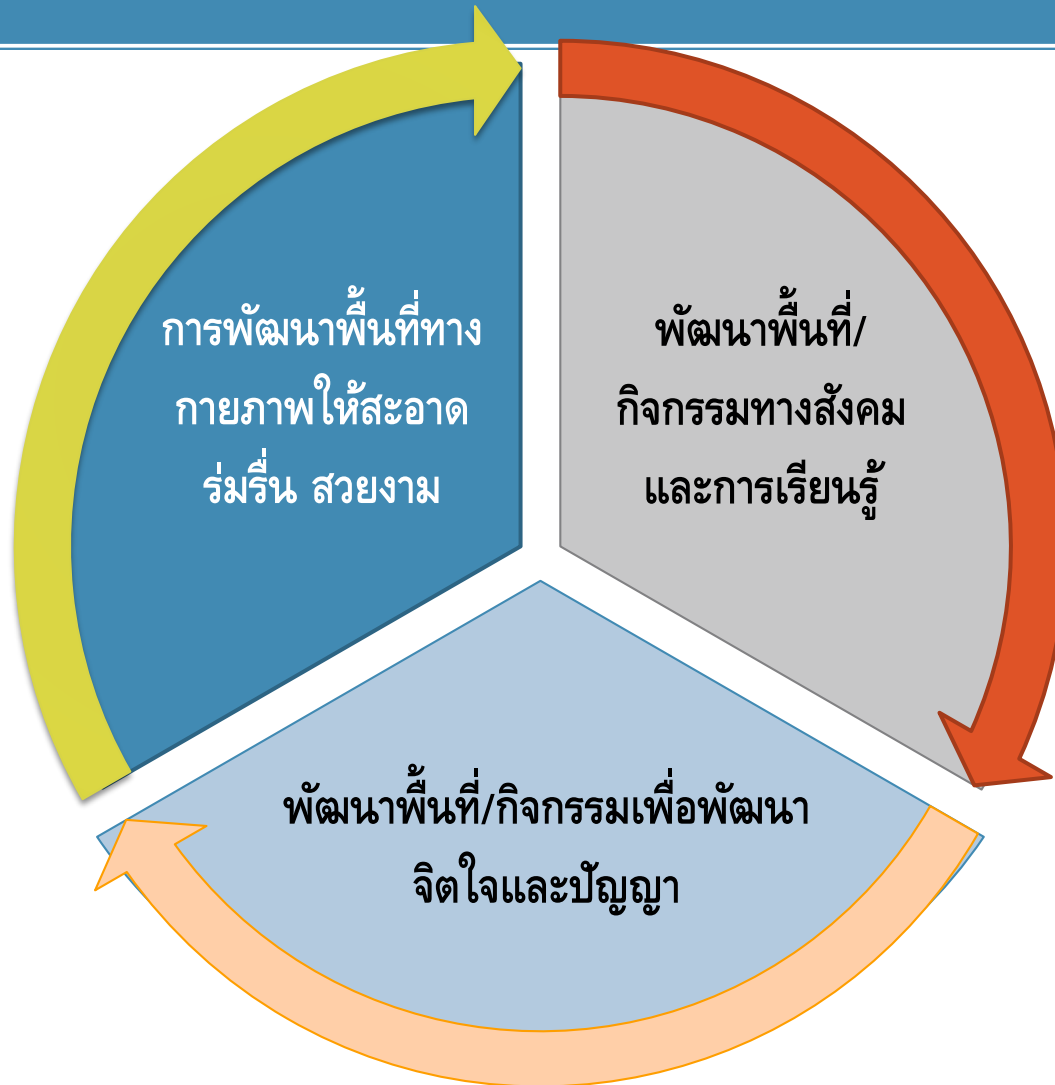 การพัฒนาพื้นที่ทาง
กายภาพให้สะอาด
ร่มรื่น สวยงาม
พัฒนาพื้นที่/
กิจกรรมทางสังคม
และการเรียนรู้
พัฒนาพื้นที่/กิจกรรมเพื่อพัฒนา
จิตใจและปัญญา